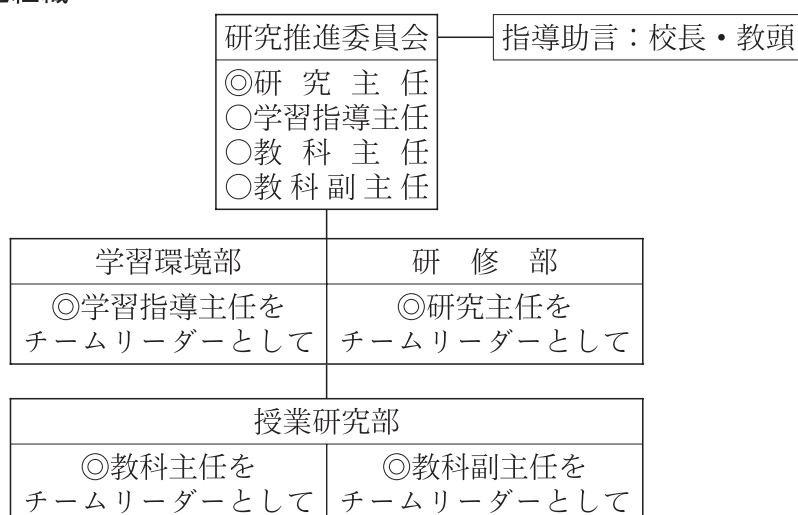 研究推進委員会
指導助言：校長・教頭
◎研究主任
○学習指導主任
○教科主任
○教科副主任
学習環境部
研修部
◎学習指導主任を
チームリーダーとして
◎研究主任を
チームリーダーとして
授業研究部
◎教科主任を
チームリーダーとして
◎教科副主任を
チームリーダーとして